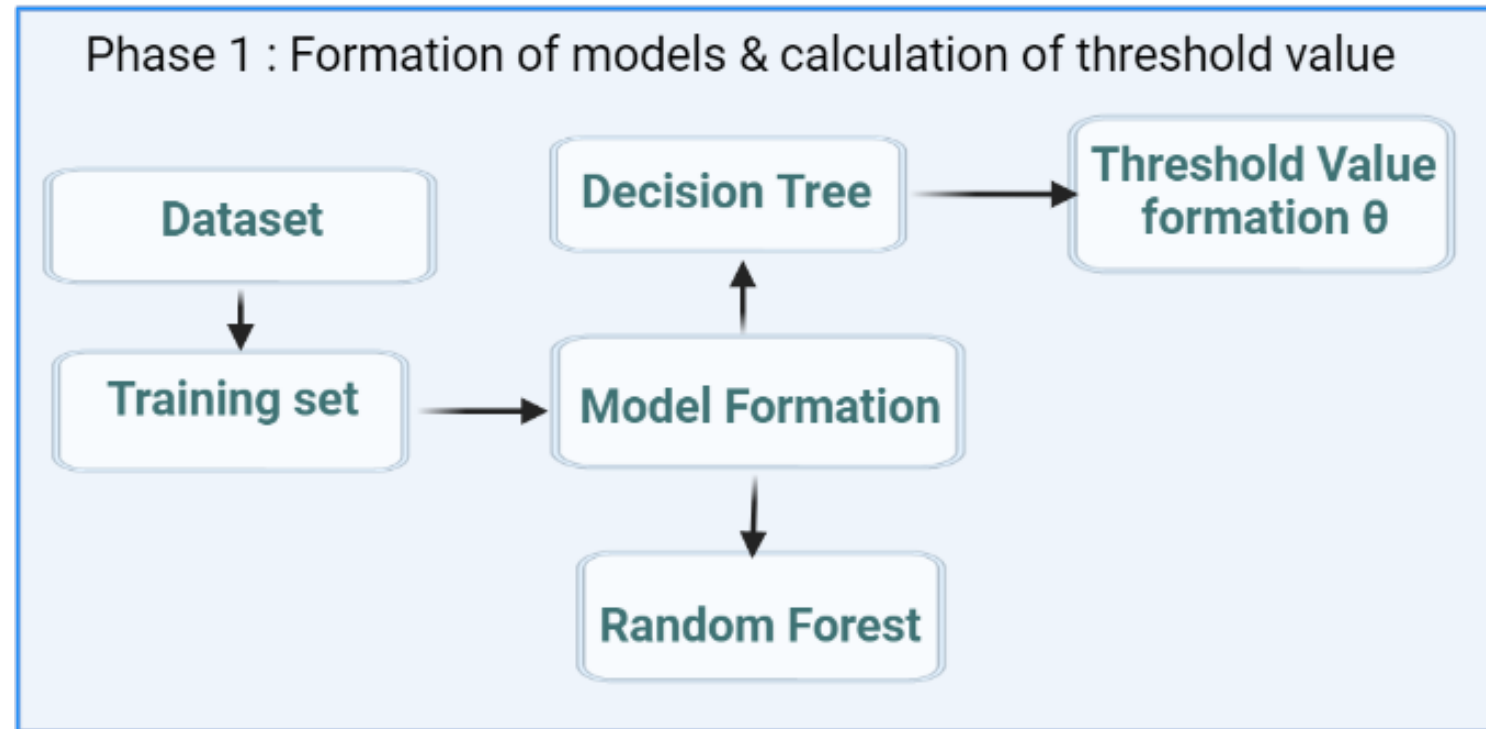 Phase 1 : Formation of models & calculation of threshold value
Dataset
Training set
Model Formation
Decision Tree
Threshold Value
formation θ
Random Forest